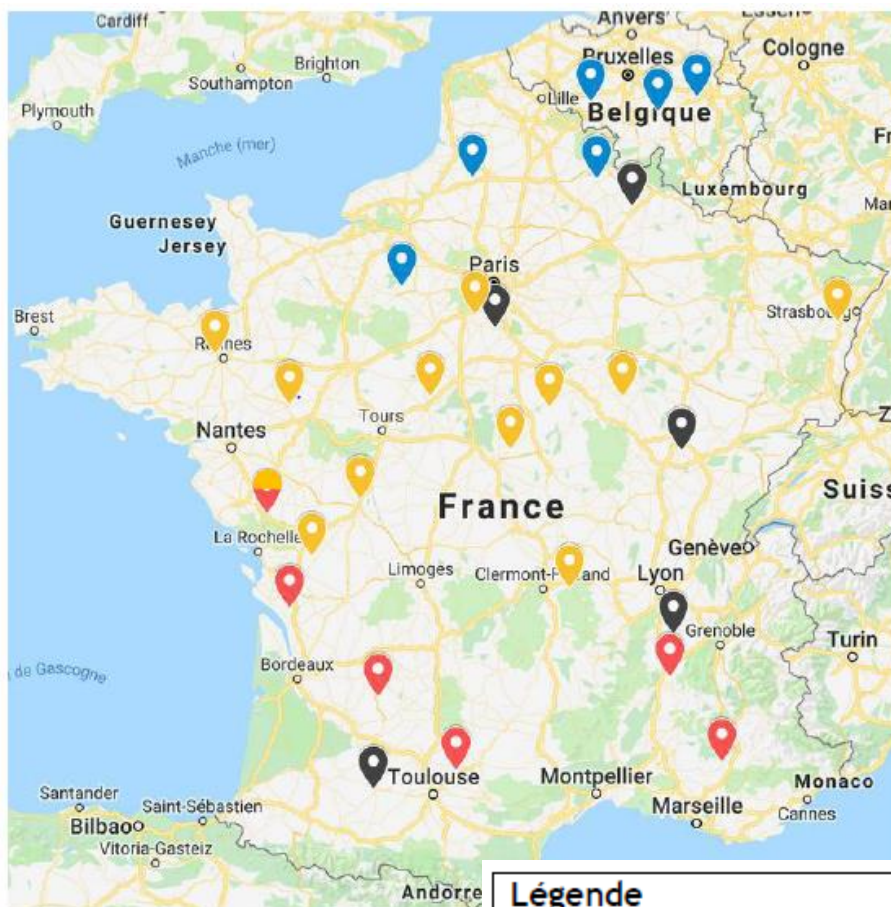 Cardiff
Anvers
Essen
Southampton
Brighton
Bruxelles
Cologne
Plymouth
Lille
Belgique
Manche (mer)
Fr
Luxembourg
Mar
Guernesey
Jersey
Paris
Brest
Strasbourg
Rennes
Tours
Nantes
France
Suiss
La Rochelle
Genève
Limoges
Clermont-Ferrand
Lyon
Grenoble
Turin
Bordeaux
de Gascogne
Toulouse
Montpellier
Monaco
Santander
Saint-Sébastien
Marseille
Cannes
Bilbao
Vitoria-Gasteiz
Andorre
Légende